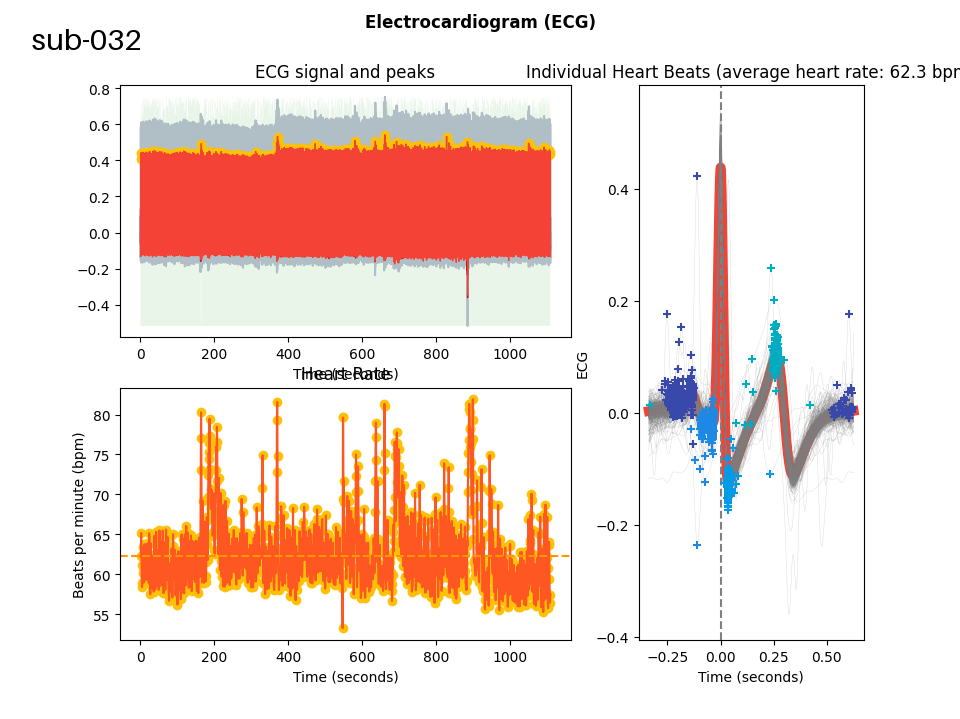 Electrocardiogram (ECG)
sub-032
ECG signal and peaks
0.8
0.6
0.4
0.2
0.0
−0.2
−0.4
0 200 400 600 800 1000
Time (seconds)
Heart Rate
Beats per minute (bpm)
80
75
70
65
60
55
0 200 400 600 800 1000
Time (seconds)
Individual Heart Beats (average heart rate: 62.3 bpm
ECG
0.4
0.2
0.0
−0.2
−0.4
−0.25 0.00 0.25 0.50
Time (seconds)